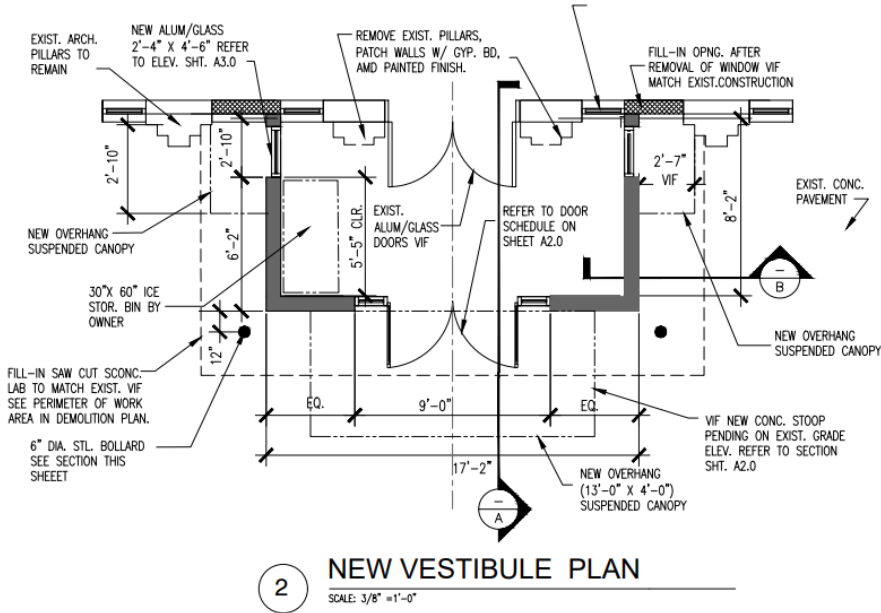 EXIST. ARCH.
PILLARS TO
REMAIN
NEW ALUM/GLASS
2'-4" X 4'-6" REFER
TO ELEV. SHT. A3.0
REMOVE EXIST. PILLARS,
PATCH WALLS W/ GYP. BD,
AMD PAINTED FINISH.
FILL-IN OPNG. AFTER
REMOVAL OF WINDOW VIF
MATCH EXIST.CONSTRUCTION
2'-10"
2'-10"
2'-7"
VIF
EXIST. CONC.
PAVEMENT
8'-2"
NEW OVERHANG
SUSPENDED CANOPY
6'-2"
5'-5" CLR.
EXIST.
ALUM/GLASS
DOORS VIF
REFER TO DOOR
SCHEDULE ON
SHEET A2.0
30"X 60" ICE
STOR. BIN BY
OWNER
–
B
12"
NEW OVERHANG
SUSPENDED CANOPY
FILL-IN SAW CUT SCONC.
LAB TO MATCH EXIST. VIF
SEE PERIMETER OF WORK
AREA IN DEMOLITION PLAN.
EQ.
9'-0"
EQ.
VIF NEW CONC. STOOP
PENDING ON EXIST. GRADE
ELEV. REFER TO SECTION
SHT. A2.0
6" DIA. STL. BOLLARD
SEE SECTION THIS
SHEEET
17'-2"
NEW OVERHANG
(13'-0" X 4'-0")
SUSPENDED CANOPY
–
A
2
NEW VESTIBULE PLAN
SCALE: 3/8" =1'-0"